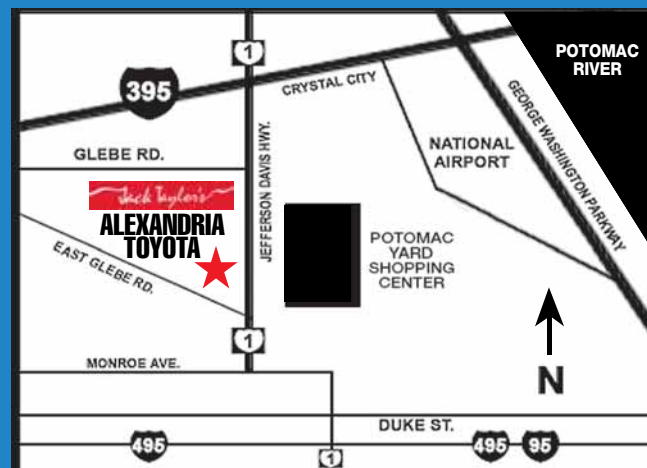 POTOMAC
RIVER
1
395
CRYSTAL CITY
GEORGE WASHINGTON PARKWAY
JEFFERSON DAVIS HWY.
NATIONAL
AIRPORT
GLEBE RD.
Jack Taylor's
ALEXANDRIA
TOYOTA
EAST GLEBE RD.
POTOMAC
YARD
SHOPPING
CENTER
1
MONROE AVE.
N
DUKE ST.
495
1
495
95